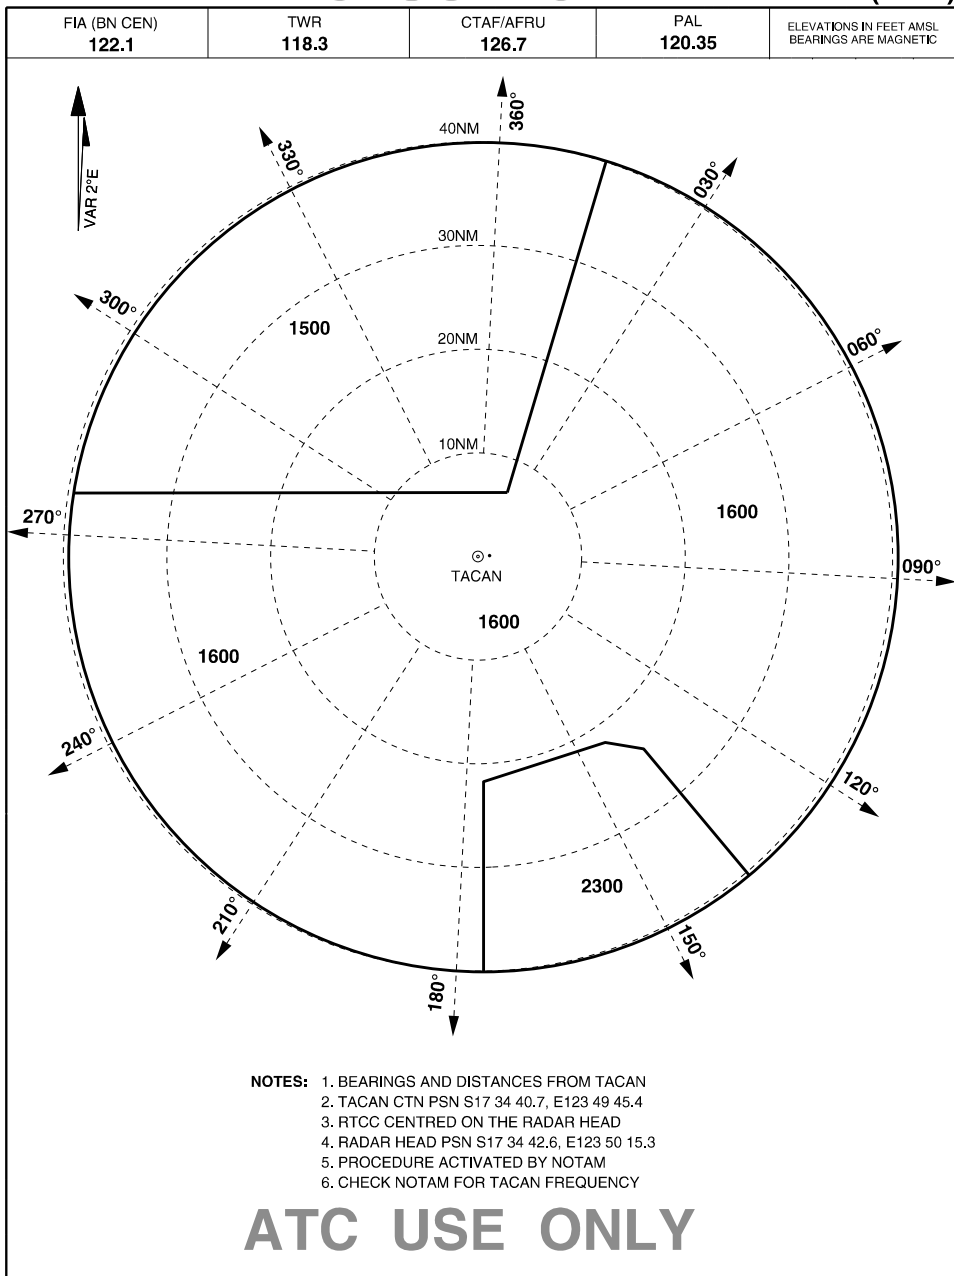 FIA (BN CEN)
122.1
TWR
118.3
CTAF/AFRU
126.7
PAL
120.35
ELEVATIONS IN FEET AMSL
BEARINGS ARE MAGNETIC
VAR 2°E
360°
40NM
330°
030°
30NM
300°
1500
20NM
060°
10NM
270°
1600
TACAN
090°
1600
1600
240°
120°
2300
210°
150°
180°
NOTES: 1. BEARINGS AND DISTANCES FROM TACAN
2. TACAN CTN PSN S17 34 40.7, E123 49 45.4
3. RTCC CENTRED ON THE RADAR HEAD
4. RADAR HEAD PSN S17 34 42.6, E123 50 15.3
5. PROCEDURE ACTIVATED BY NOTAM
6. CHECK NOTAM FOR TACAN FREQUENCY
ATC USE ONLY